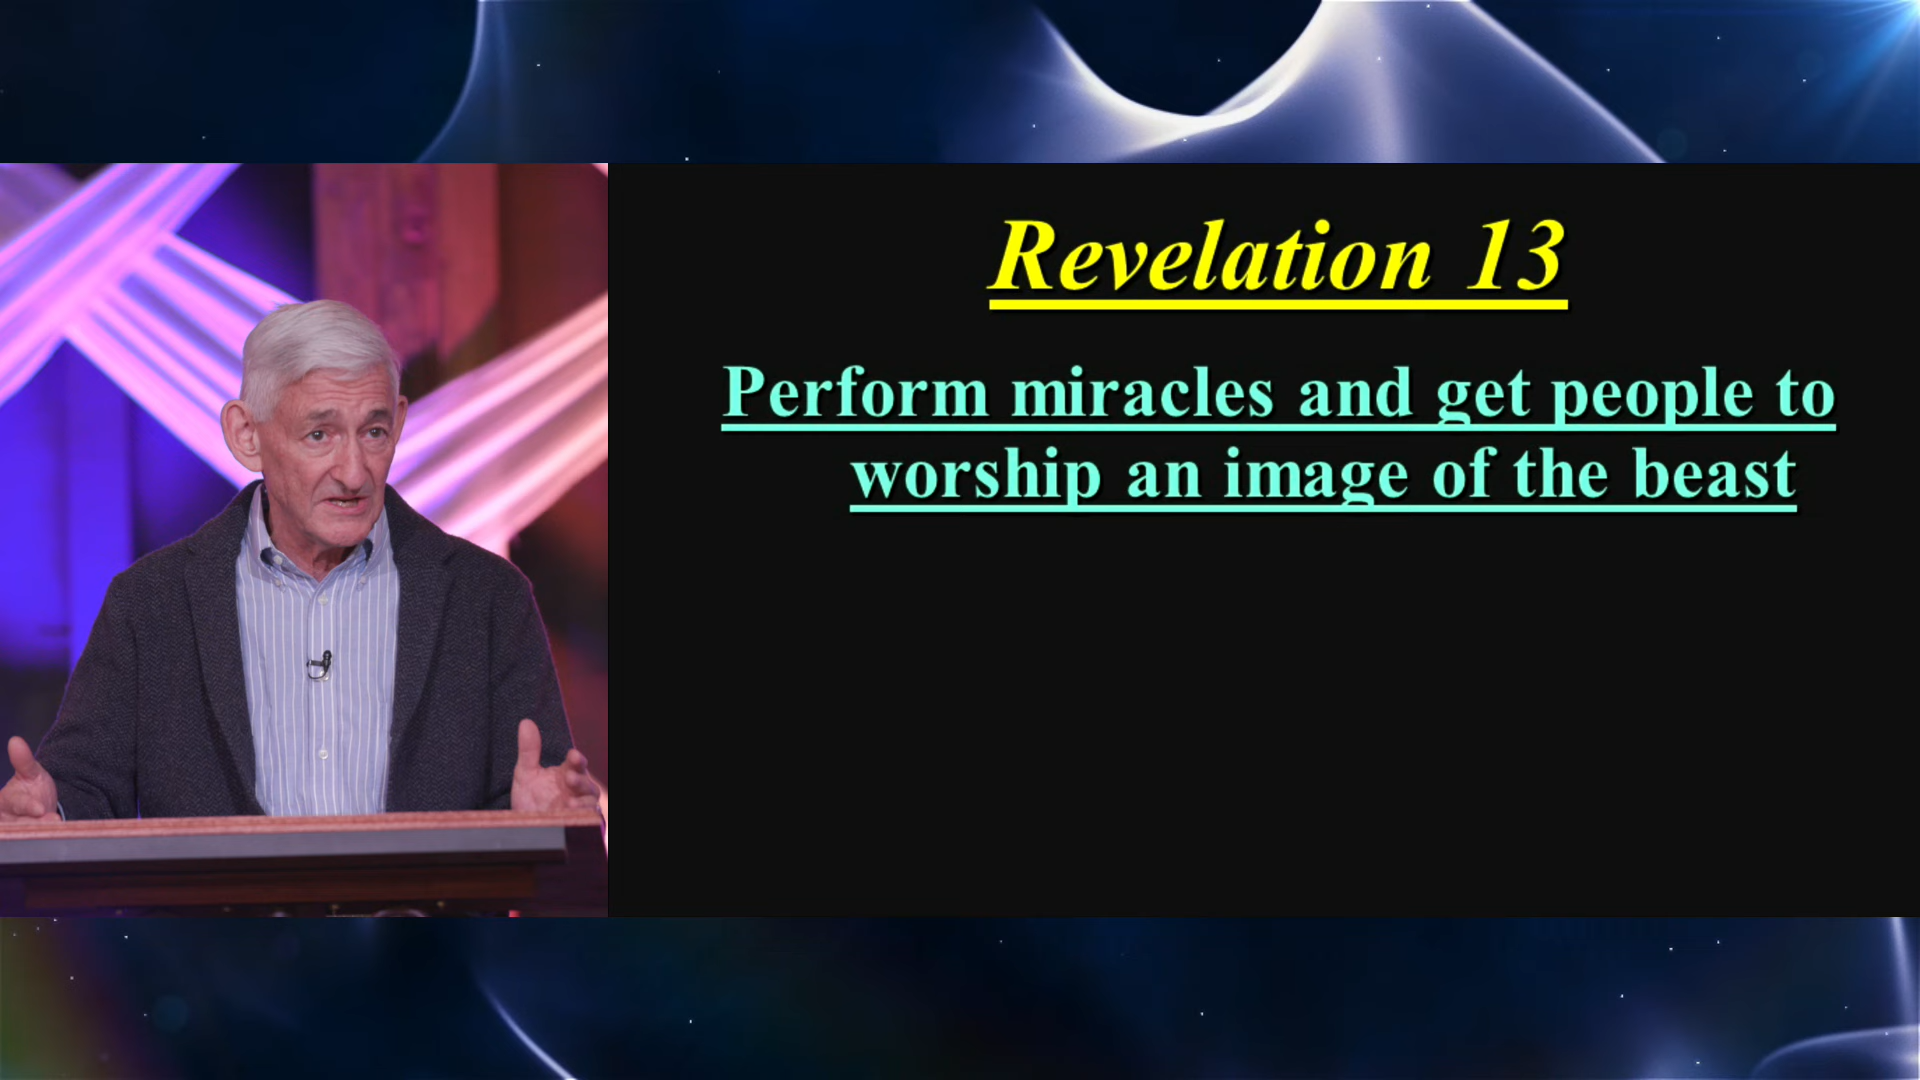 Revelation 13
Perform miracles and get people to
worship an image of the beast